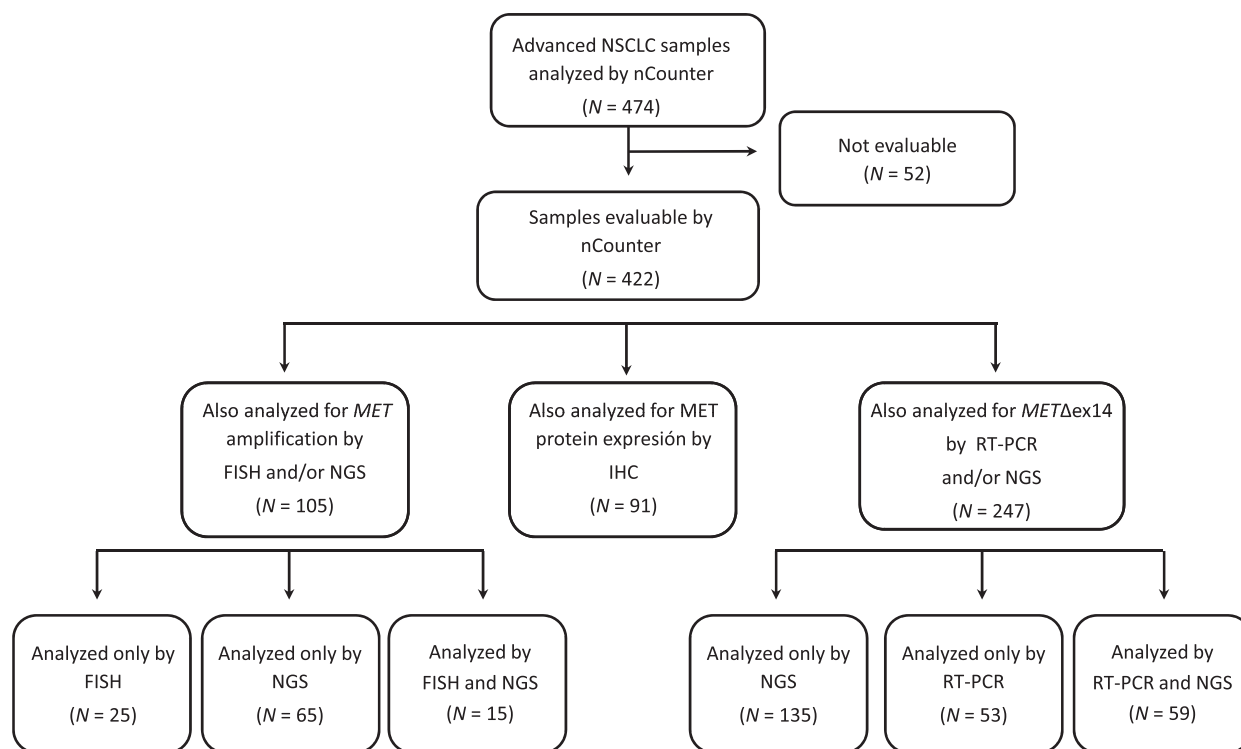 Advanced NSCLC samples
analyzed by nCounter
(N = 474)
Not evaluable
(N = 52)
Samples evaluable by
nCounter
(N = 422)
Also analyzed for MET
amplification by
FISH and/or NGS
(N = 105)
Also analyzed for MET
protein expresión by
IHC
(N = 91)
Also analyzed for METΔex14
by RT-PCR
and/or NGS
(N = 247)
Analyzed only by
FISH
(N = 25)
Analyzed only by
NGS
(N = 65)
Analyzed by
FISH and NGS
(N = 15)
Analyzed only by
NGS
(N = 135)
Analyzed only by
RT-PCR
(N = 53)
Analyzed by
RT-PCR and NGS
(N = 59)